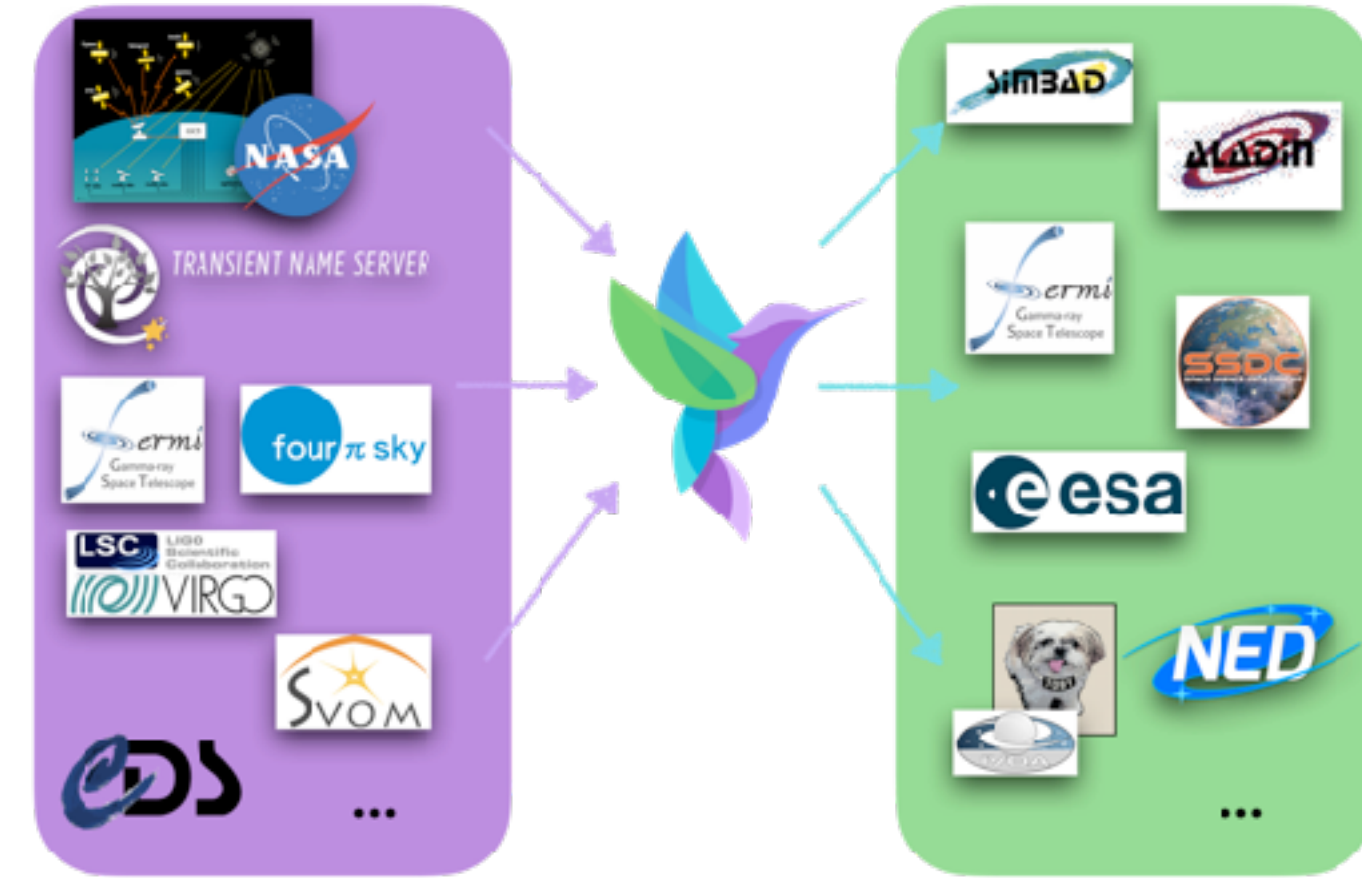 NASA
TRANSIENT NAME SERVER
fermi
Gamma-ray
Space Telescope
four π sky
LSC
LIGO
Scientific
Collaboration
VIRGO
SVOM
CDS
...
SIMBAD
ALADIN
fermi
Gamma-ray
Space Telescope
SSDC
esa
NED
IVOA
...